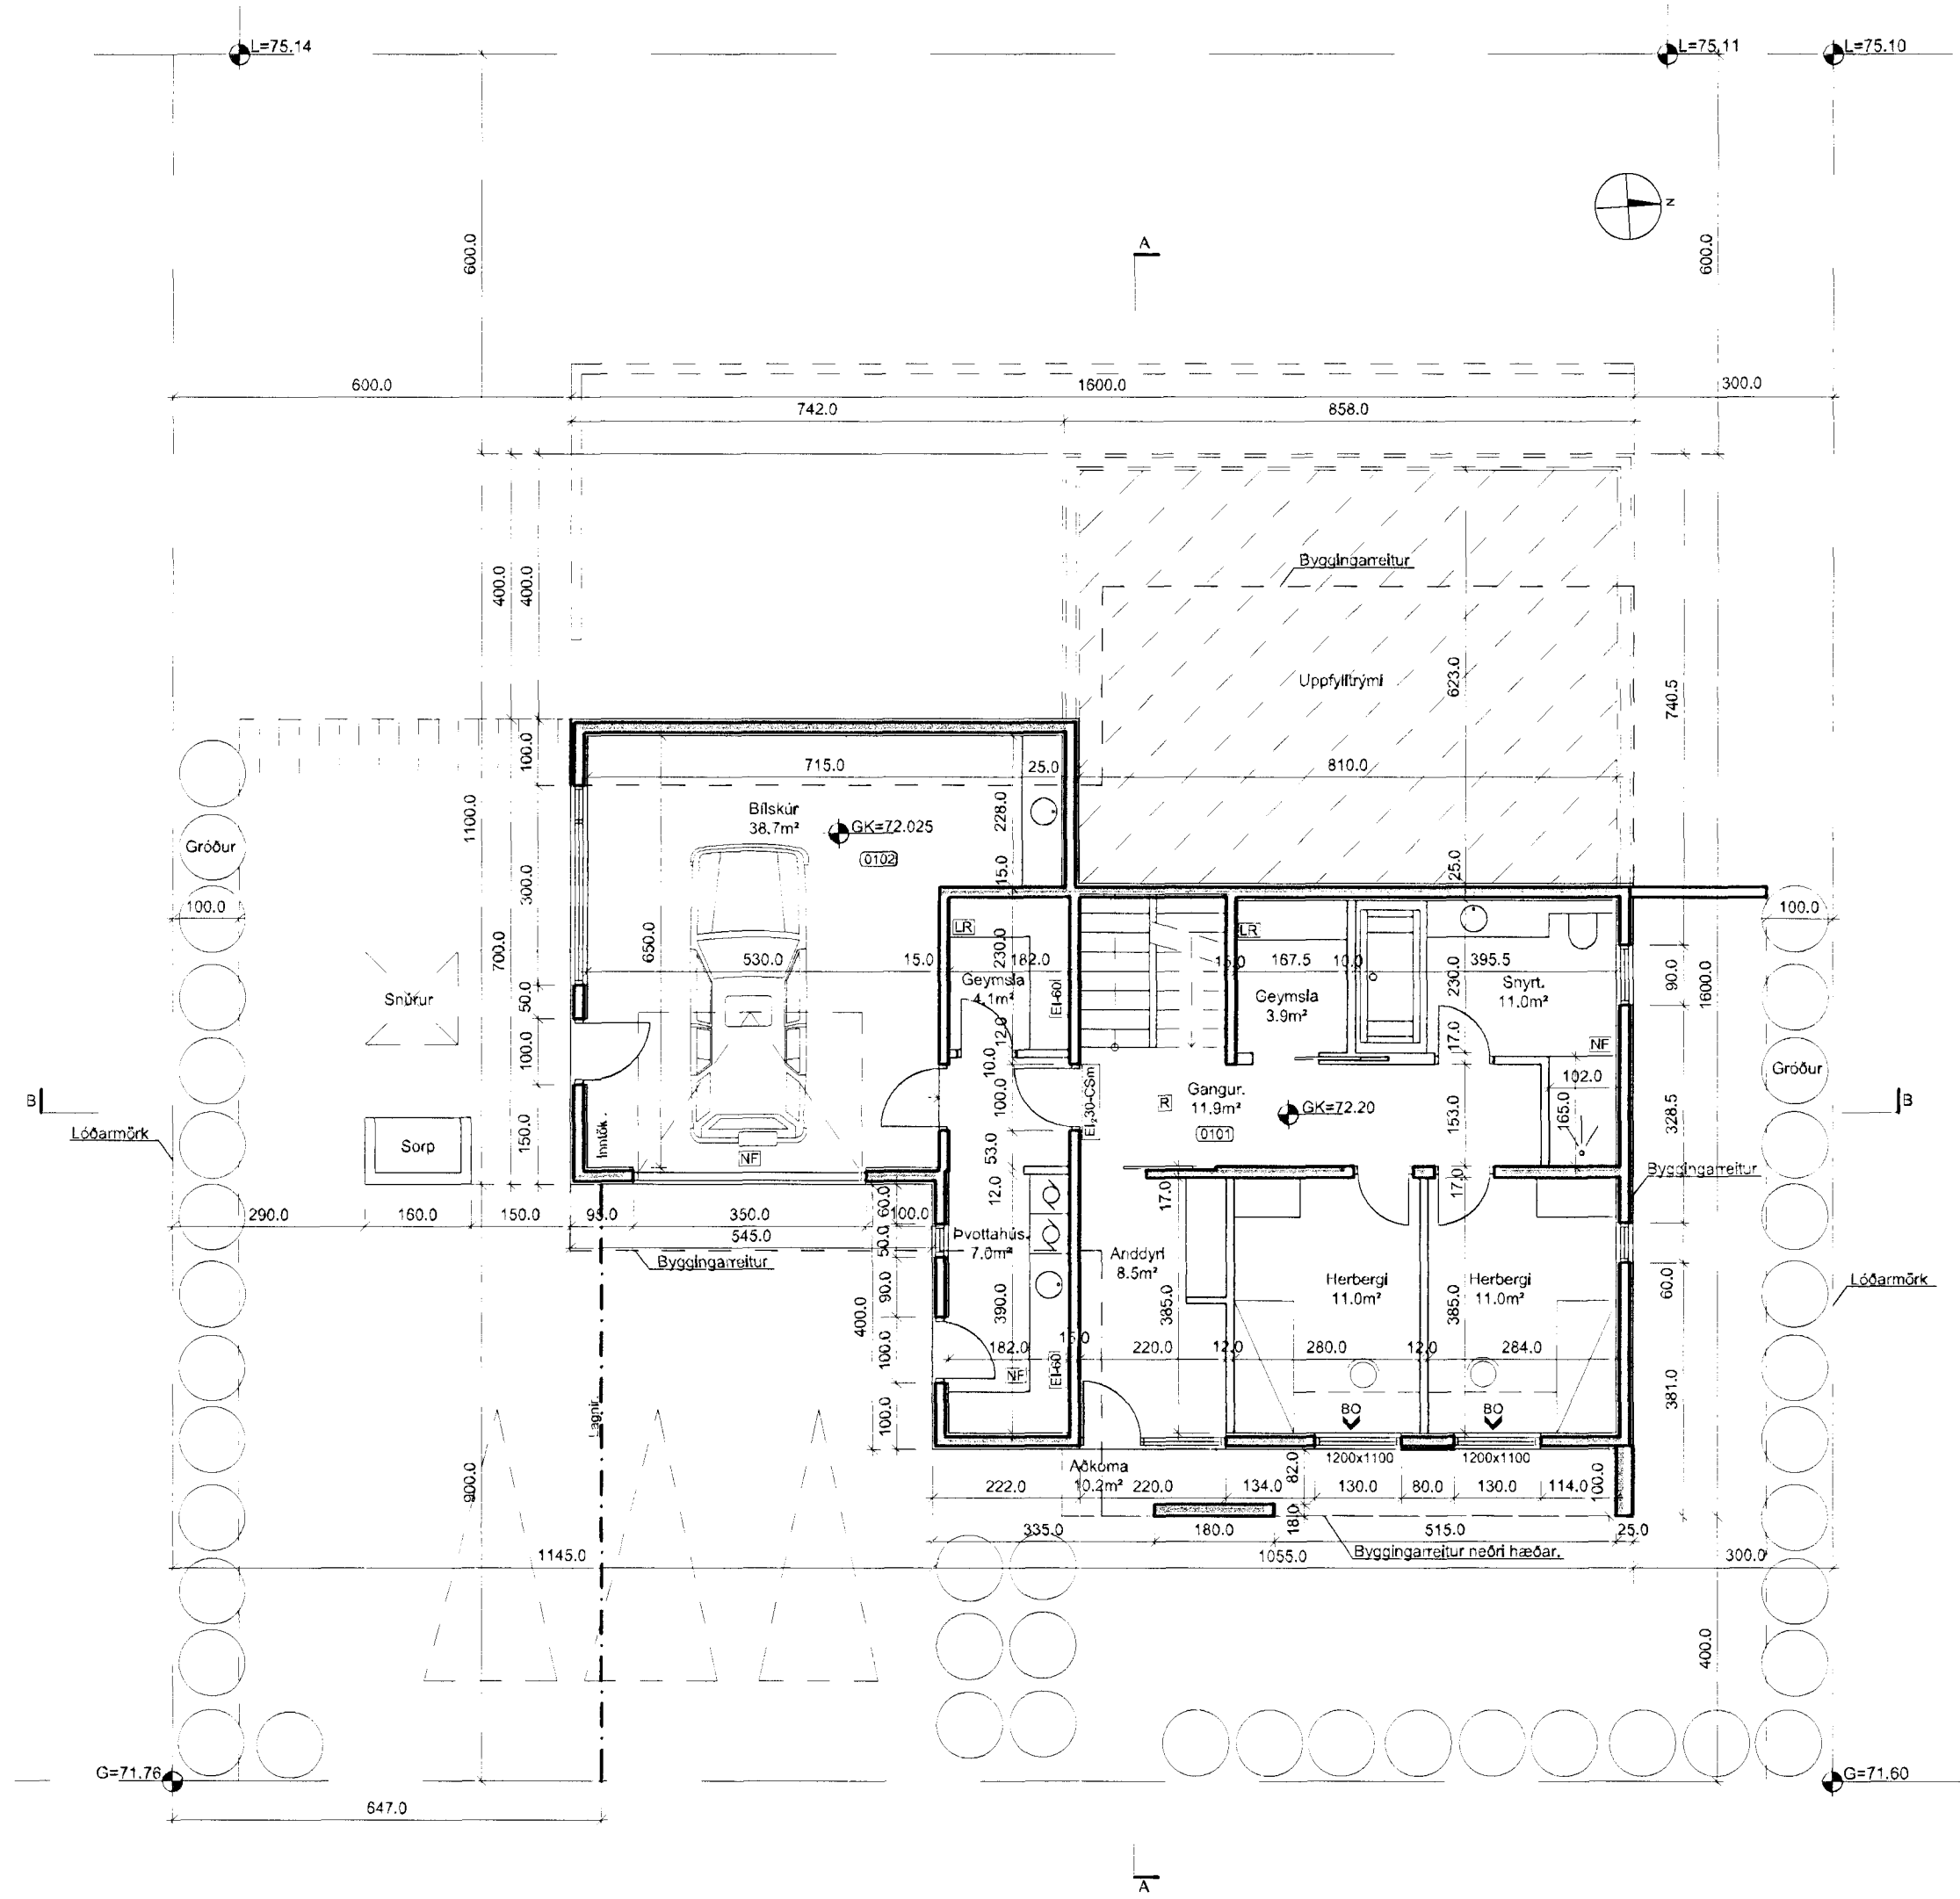 L=75.14
L=75.11
L=75.10
N
600.0
600.0
A
600.0
1600.0
300.0
742.0
858.0
400.0
400.0
Byggingarreitur
Uppfylltrými
623.0
740.5
100.0
715.0
25.0
810.0
Bílskúr
38.7m²
GK=72.025
0102
228.0
1100.0
Gróður
300.0
15.0
25.0
100.0
100.0
LR
LR
700.0
650.0
530.0
15.0
230.0
182.0
15.0
167.5
10.0
395.5
230.0
90.0
1600.0
Snúrur
Geymsla
4.1m²
EI-60
Geymsla
3.9m²
Snyrt.
11.0m²
50.0
12.0
17.0
NF
100.0
10.0
Gróður
B
100.0
EI₂30-CSm
R
Gangur.
11.9m²
GK=72.20
0101
102.0
165.0
153.0
328.5
B
Lóðarmörk
Sorp
150.0
Inntök.
NF
53.0
Byggingarreitur
290.0
160.0
150.0
95.0
350.0
60.0
100.0
12.0
17.0
17.0
545.0
50.0
Þvottahús.
7.0m²
Anddyri
8.5m²
Byggingarreitur
Herbergi
11.0m²
Herbergi
11.0m²
60.0
Lóðarmörk
400.0
90.0
390.0
385.0
385.0
100.0
182.0
15.0
220.0
12.0
280.0
12.0
284.0
NF
EI-60
381.0
Lagnir
100.0
BO
BO
1200x1100
1200x1100
900.0
Aðkoma
10.2m²
82.0
100.0
222.0
220.0
134.0
130.0
80.0
130.0
114.0
335.0
180.0
18.0
515.0
25.0
1145.0
1055.0
Byggingarreitur neðri hæðar.
300.0
400.0
G=71.76
G=71.60
647.0
A